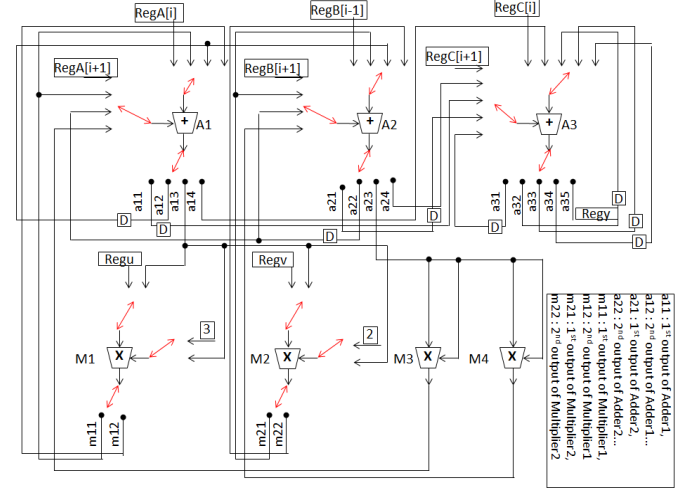 RegA[i]
RegB[i-1]
RegC[i]
RegA[i+1]
RegB[i+1]
RegC[i+1]
+
A1
+
A2
+
A3
a11
a12
a13
a14
a21
a22
a23
a24
a31
a32
a33
a34
a35
Regy
D
D
D
D
D
D
D
D
Regu
Regv
3
2
M1
X
M2
X
M3
X
M4
X
m11
m12
m21
m22
a11 : 1st output of Adder1,
a12 : 2nd output of Adder1...
a21 : 1st output of Adder2,
a22 : 2nd output of Adder2...
m11 : 1st output of Multiplier1,
m12 : 2nd output of Multiplier1
m21 : 1st output of Multiplier2,
m22 : 2nd output of Multiplier2